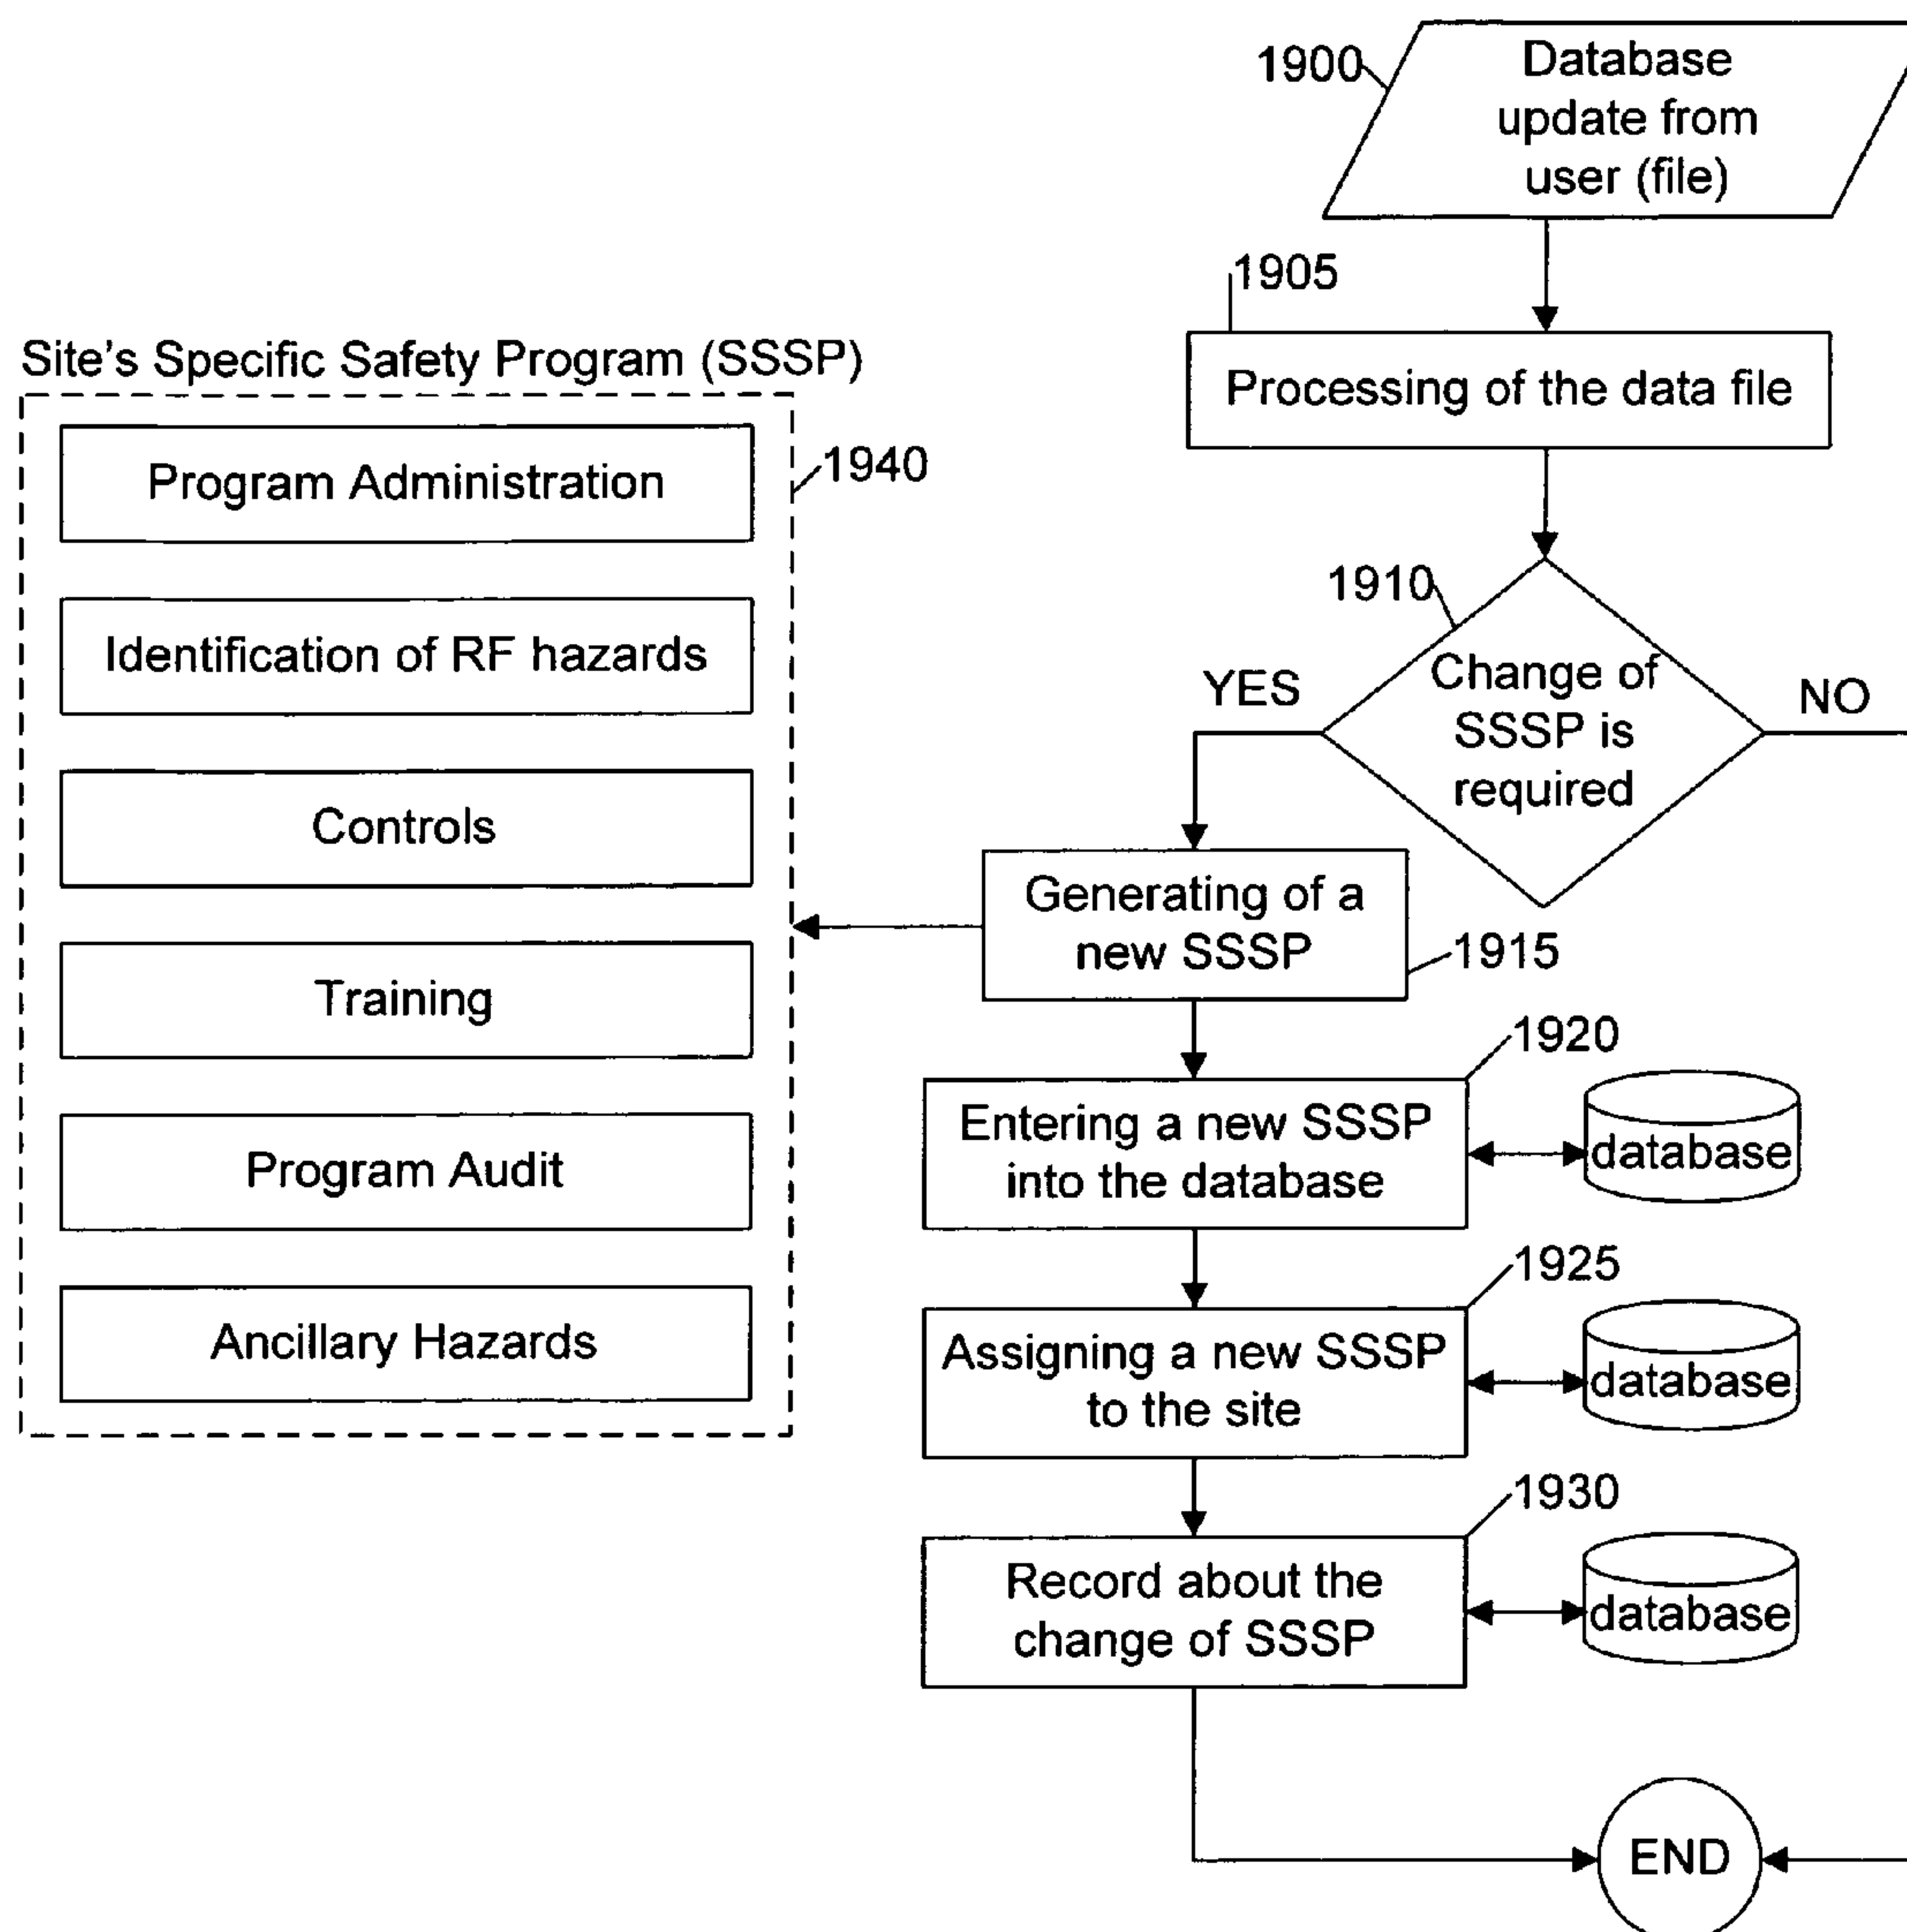 1900
Database
update from
user (file)
1905
Processing of the data file
Site's Specific Safety Program (SSSP)
1940
Program Administration
Identification of RF hazards
Controls
Training
Program Audit
Ancillary Hazards
1910
Change of
SSSP is
required
YES
NO
Generating of a
new SSSP
1915
1920
Entering a new SSSP
into the database
database
1925
Assigning a new SSSP
to the site
database
1930
Record about the
change of SSSP
database
END